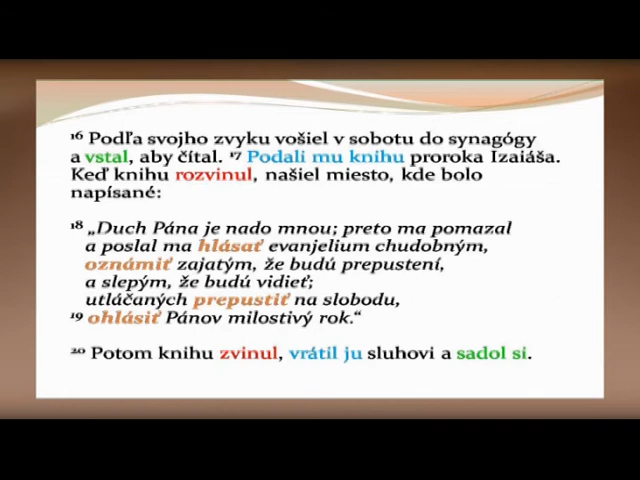 ¹⁶ Podľa svojho zvyku vošiel v sobotu do synagógy
a vstal, aby čítal. ¹⁷ Podali mu knihu proroka Izaiáša.
Keď knihu rozvinul, našiel miesto, kde bolo
napísané:
¹⁸ „Duch Pána je nado mnou; preto ma pomazal
a poslal ma hlásať evanjelium chudobným,
oznámiť zajatým, že budú prepustení,
a slepým, že budú vidieť;
utláčaných prepustiť na slobodu,
¹⁹ ohlásiť Pánov milostivý rok.“
²⁰ Potom knihu zvinul, vrátil ju sluhovi a sadol si.